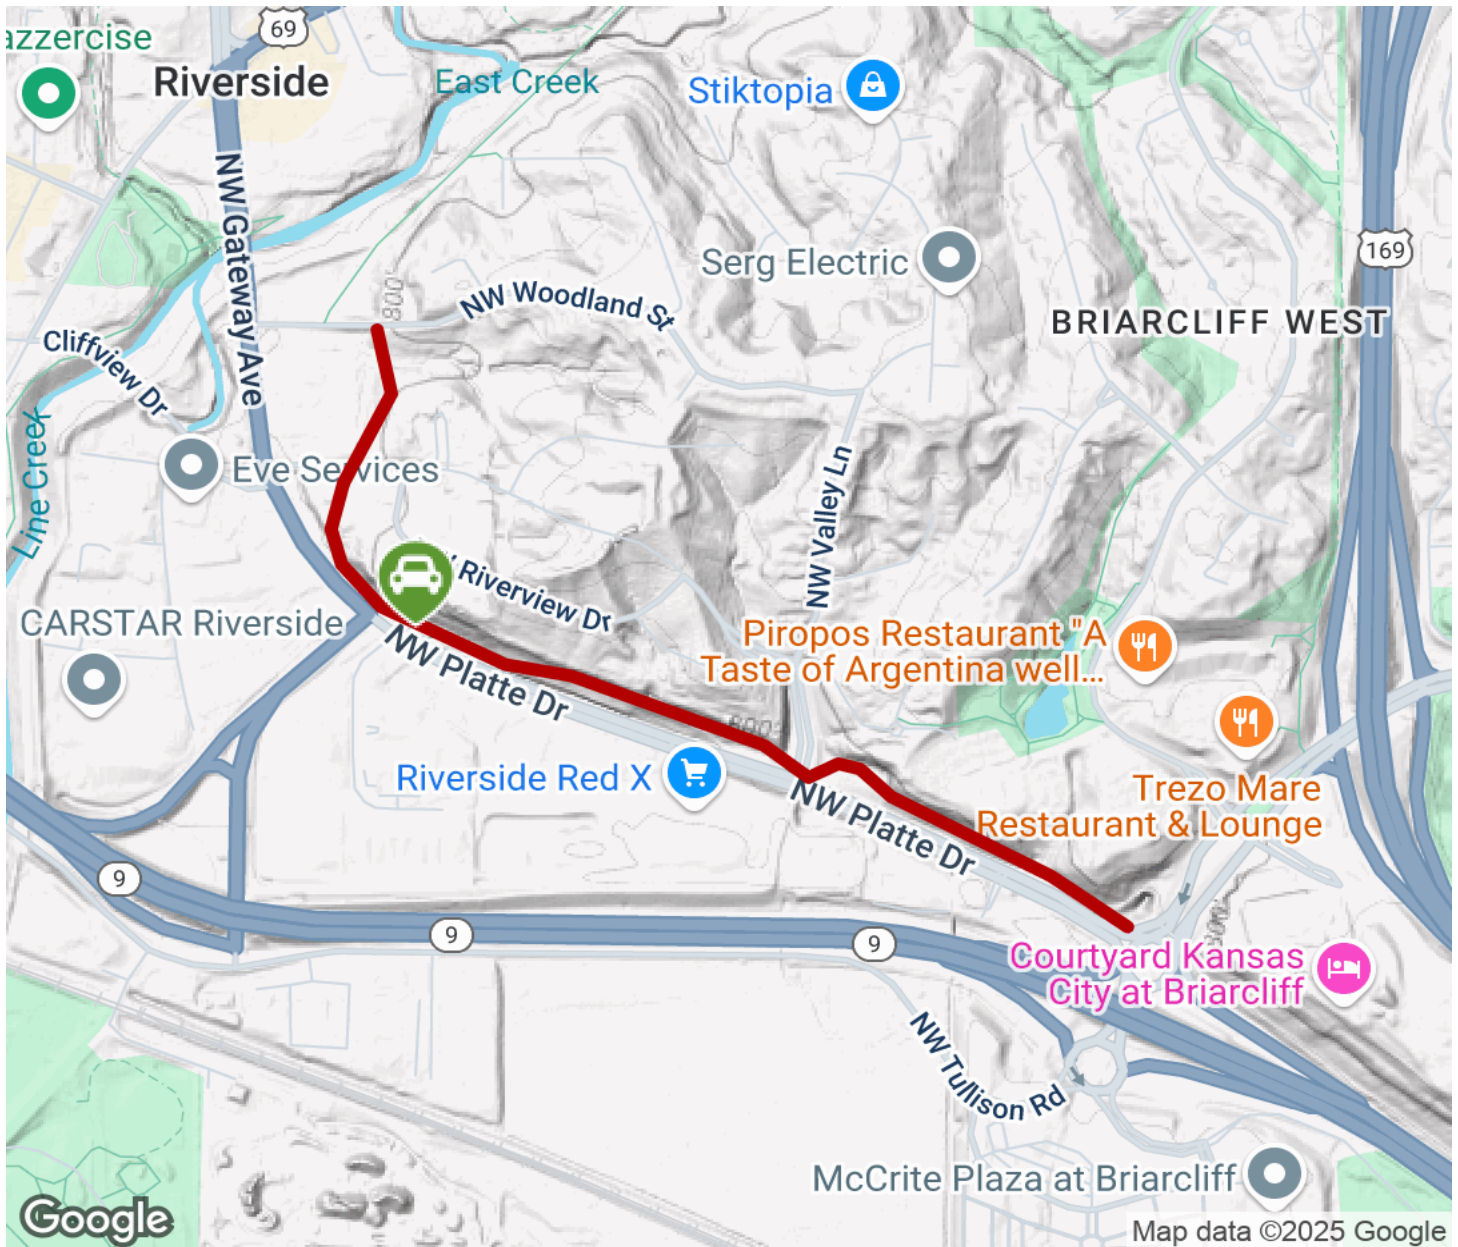 69
azzercise
Riverside
East Creek
Stiktopia
NW Gateway Ave
169
Serg Electric
800
NW Woodland St
BRIARCLIFF WEST
Cliffview Dr
Line Creek
Eve Services
NW Valley Ln
Riverview Dr
CARSTAR Riverside
NW Platte Dr
Piropos Restaurant "A
Taste of Argentina well...
800
Riverside Red X
NW Platte Dr
Trezo Mare
Restaurant & Lounge
9
9
9
Courtyard Kansas
City at Briarcliff
NW Tullison Rd
McCrite Plaza at Briarcliff
Google
Map data ©2025 Google